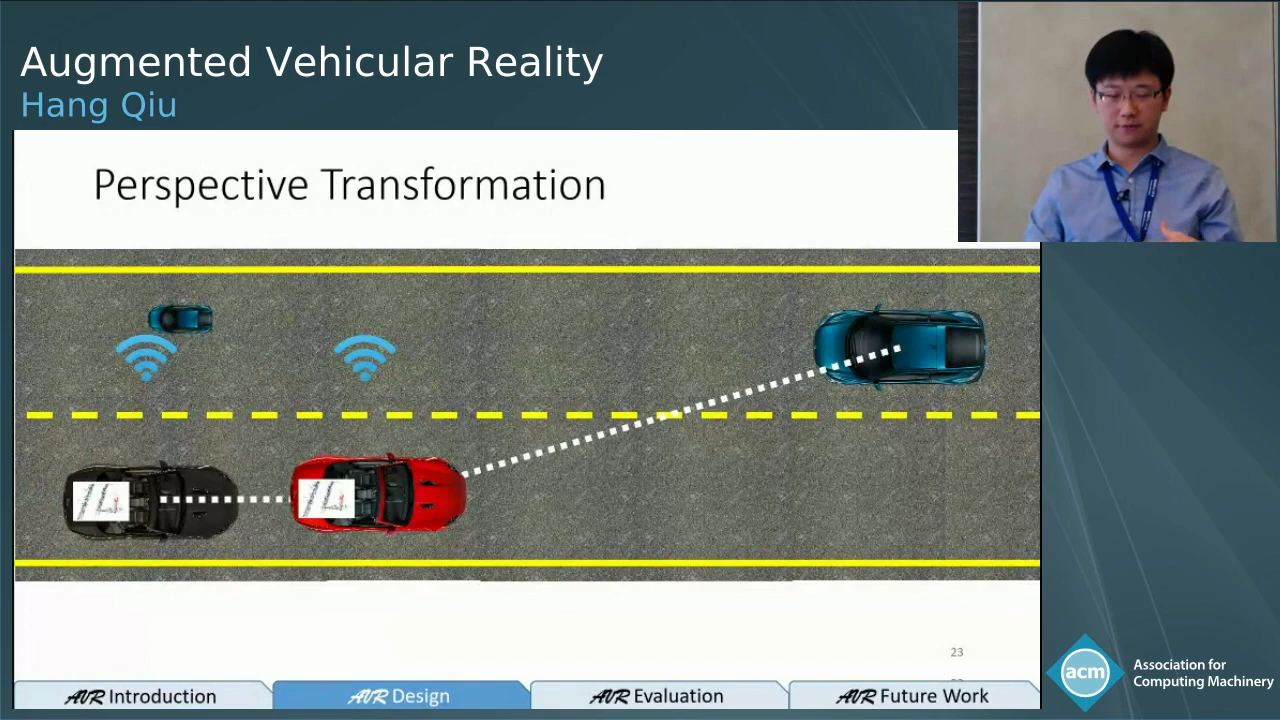 Augmented Vehicular Reality
Hang Qiu
Perspective Transformation
23
AVR Introduction
AVR Design
AVR Evaluation
AVR Future Work
acm
Association for
Computing Machinery